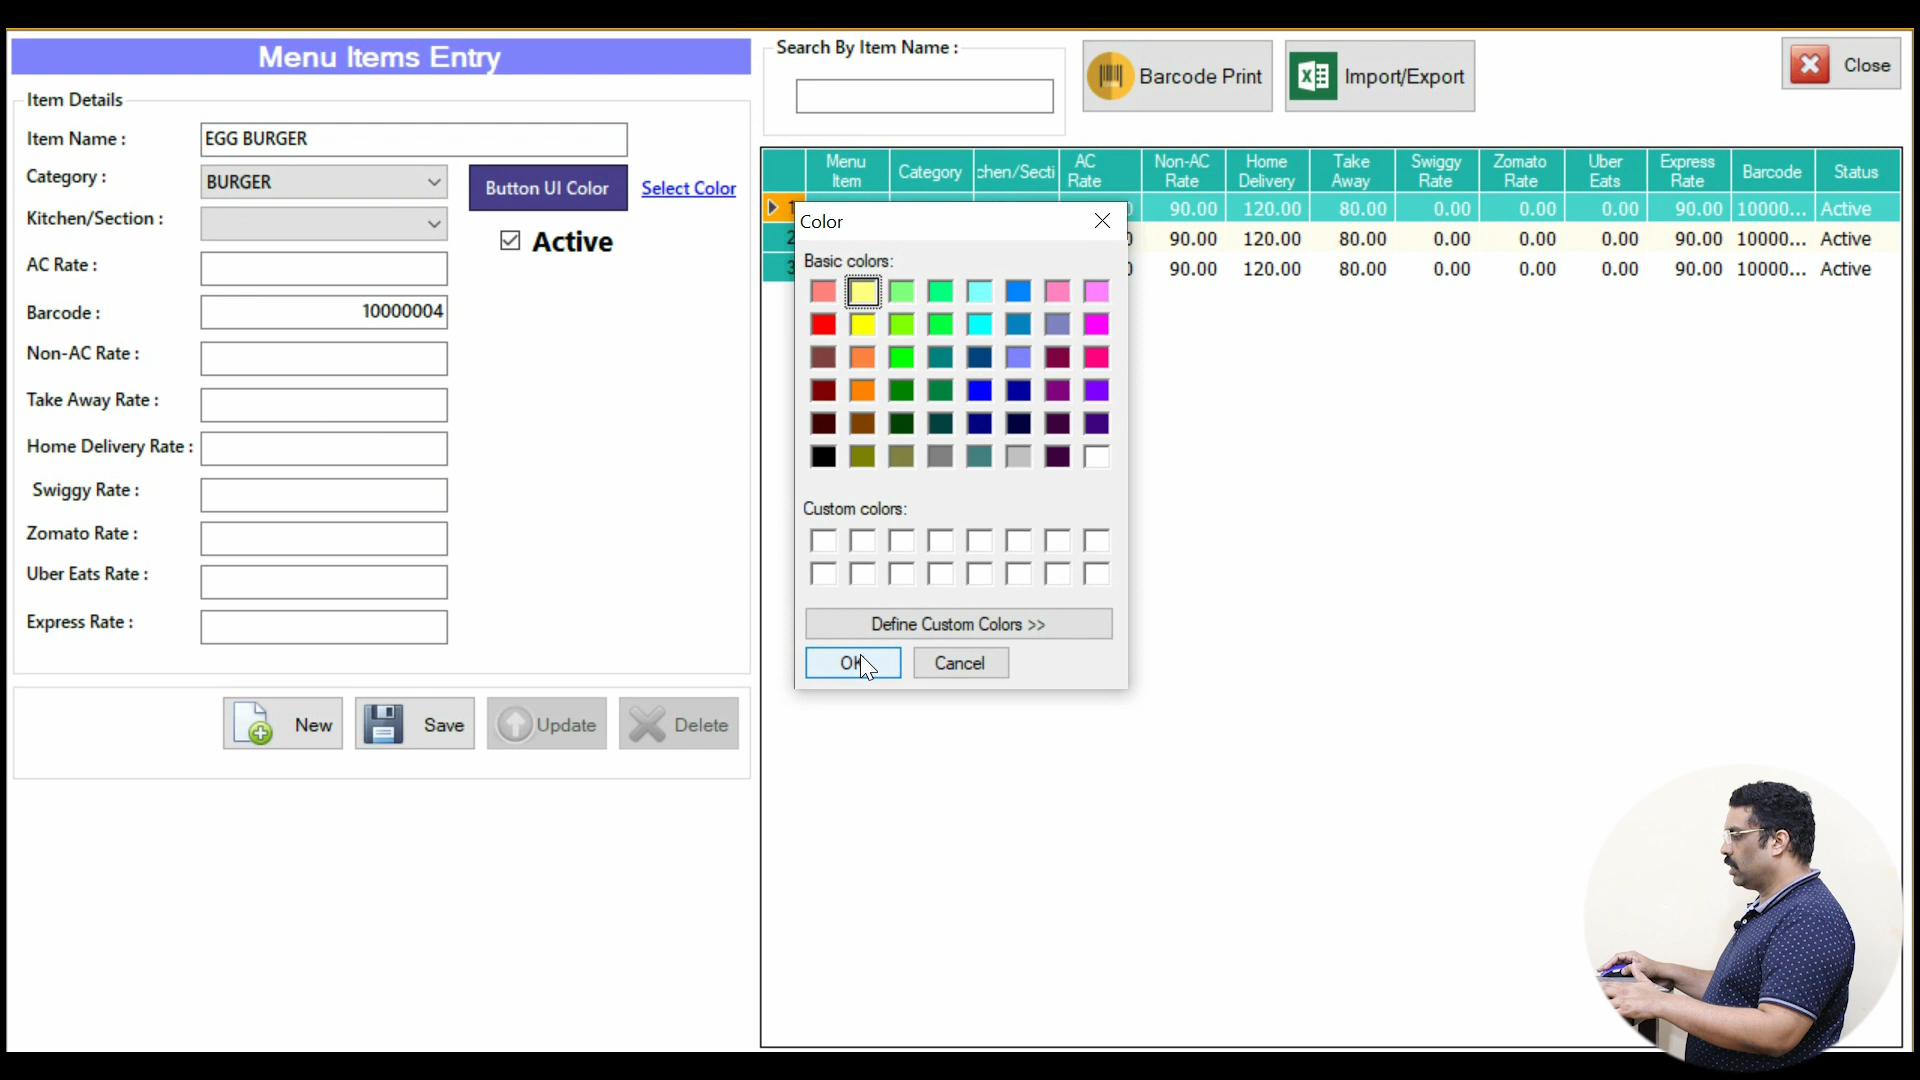 Menu Items Entry
Item Details
Item Name :
EGG BURGER
Category :
BURGER
Button UI Color
Select Color
Kitchen/Section :
Active
AC Rate :
Barcode :
10000004
Non-AC Rate :
Take Away Rate :
Home Delivery Rate :
Swiggy Rate :
Zomato Rate :
Uber Eats Rate :
Express Rate :
New
Save
Update
Delete
Search By Item Name :
Barcode Print
Import/Export
Close
Menu Item Category chen/Secti AC Rate Non-AC Rate Home Delivery Take Away Swiggy Rate Zomato Rate Uber Eats Express Rate Barcode Status
1 90.00 120.00 80.00 0.00 0.00 0.00 90.00 10000... Active
2 90.00 120.00 80.00 0.00 0.00 0.00 90.00 10000... Active
3 90.00 120.00 80.00 0.00 0.00 0.00 90.00 10000... Active
Color
Basic colors:
Custom colors:
Define Custom Colors >>
OK
Cancel